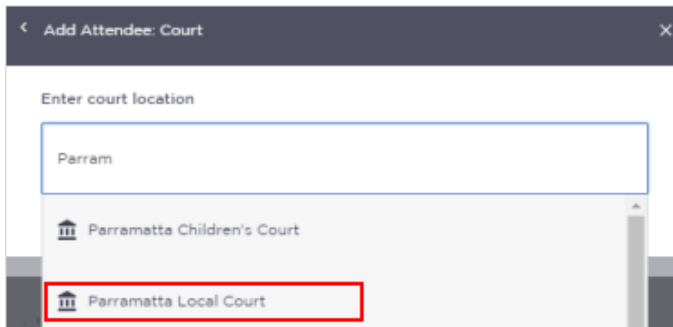 Add Attendee: Court
Enter court location
Parram
Parramatta Children's Court
Parramatta Local Court